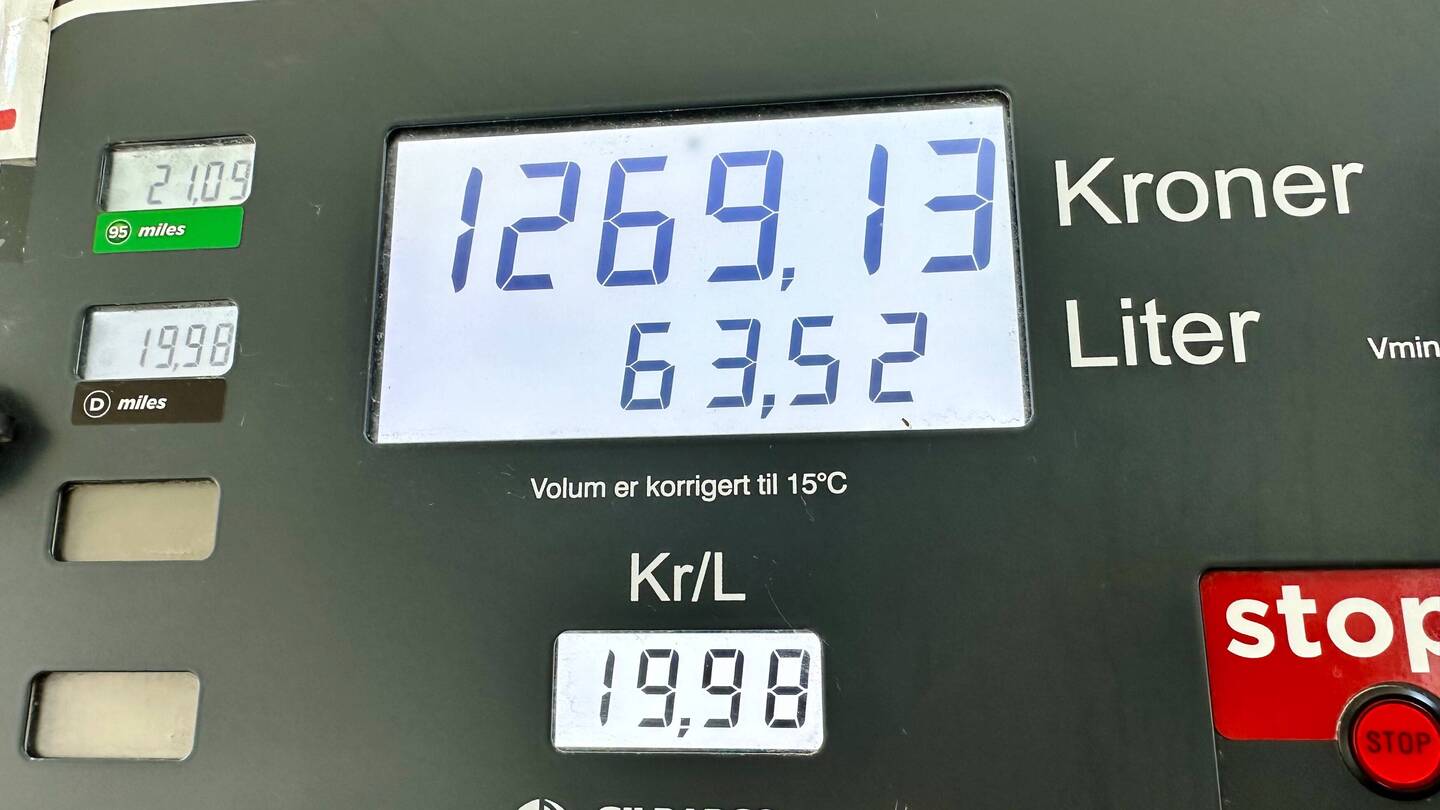 21,09
95 miles
19,98
D miles
1269,13 Kroner
63,52 Liter
Vmin
Volum er korrigert til 15°C
Kr/L
19,98
stop
STOP